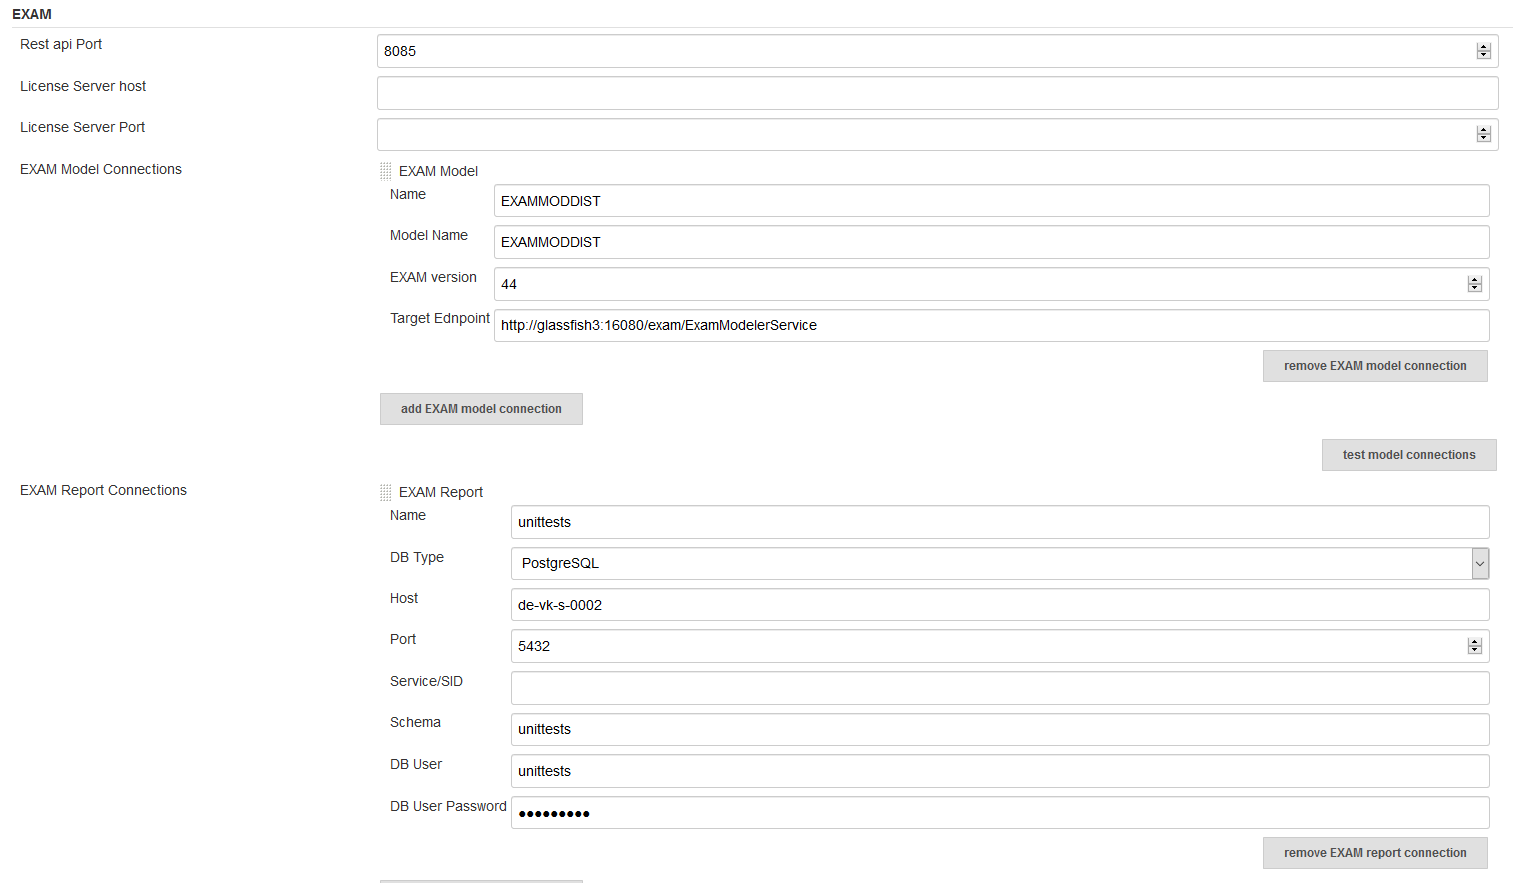 EXAM
Rest api Port
8085
License Server host
License Server Port
EXAM Model Connections
EXAM Model
Name
EXAMMODDIST
Model Name
EXAMMODDIST
EXAM version
44
Target Ednpoint
http://glassfish3:16080/exam/ExamModelerService
remove EXAM model connection
add EXAM model connection
test model connections
EXAM Report Connections
EXAM Report
Name
unittests
DB Type
PostgreSQL
Host
de-vk-s-0002
Port
5432
Service/SID
Schema
unittests
DB User
unittests
DB User Password
●●●●●●●●●
remove EXAM report connection